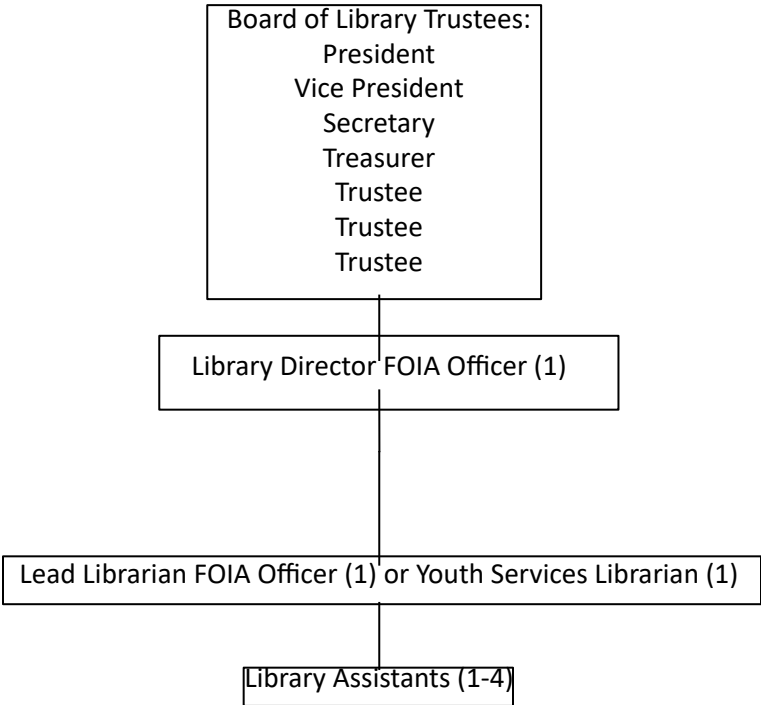 Board of Library Trustees:
President
Vice President
Secretary
Treasurer
Trustee
Trustee
Trustee
Library Director FOIA Officer (1)
Lead Librarian FOIA Officer (1) or Youth Services Librarian (1)
Library Assistants (1-4)